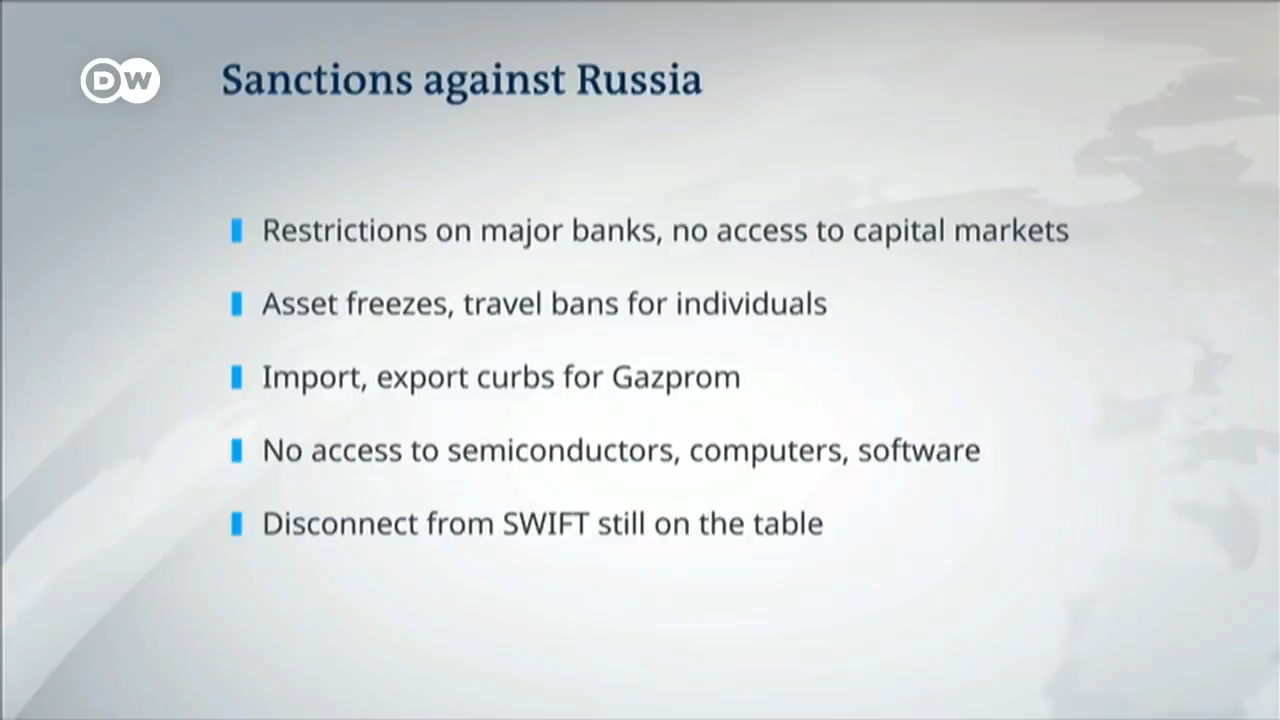 DW
Sanctions against Russia
Restrictions on major banks, no access to capital markets
Asset freezes, travel bans for individuals
Import, export curbs for Gazprom
No access to semiconductors, computers, software
Disconnect from SWIFT still on the table